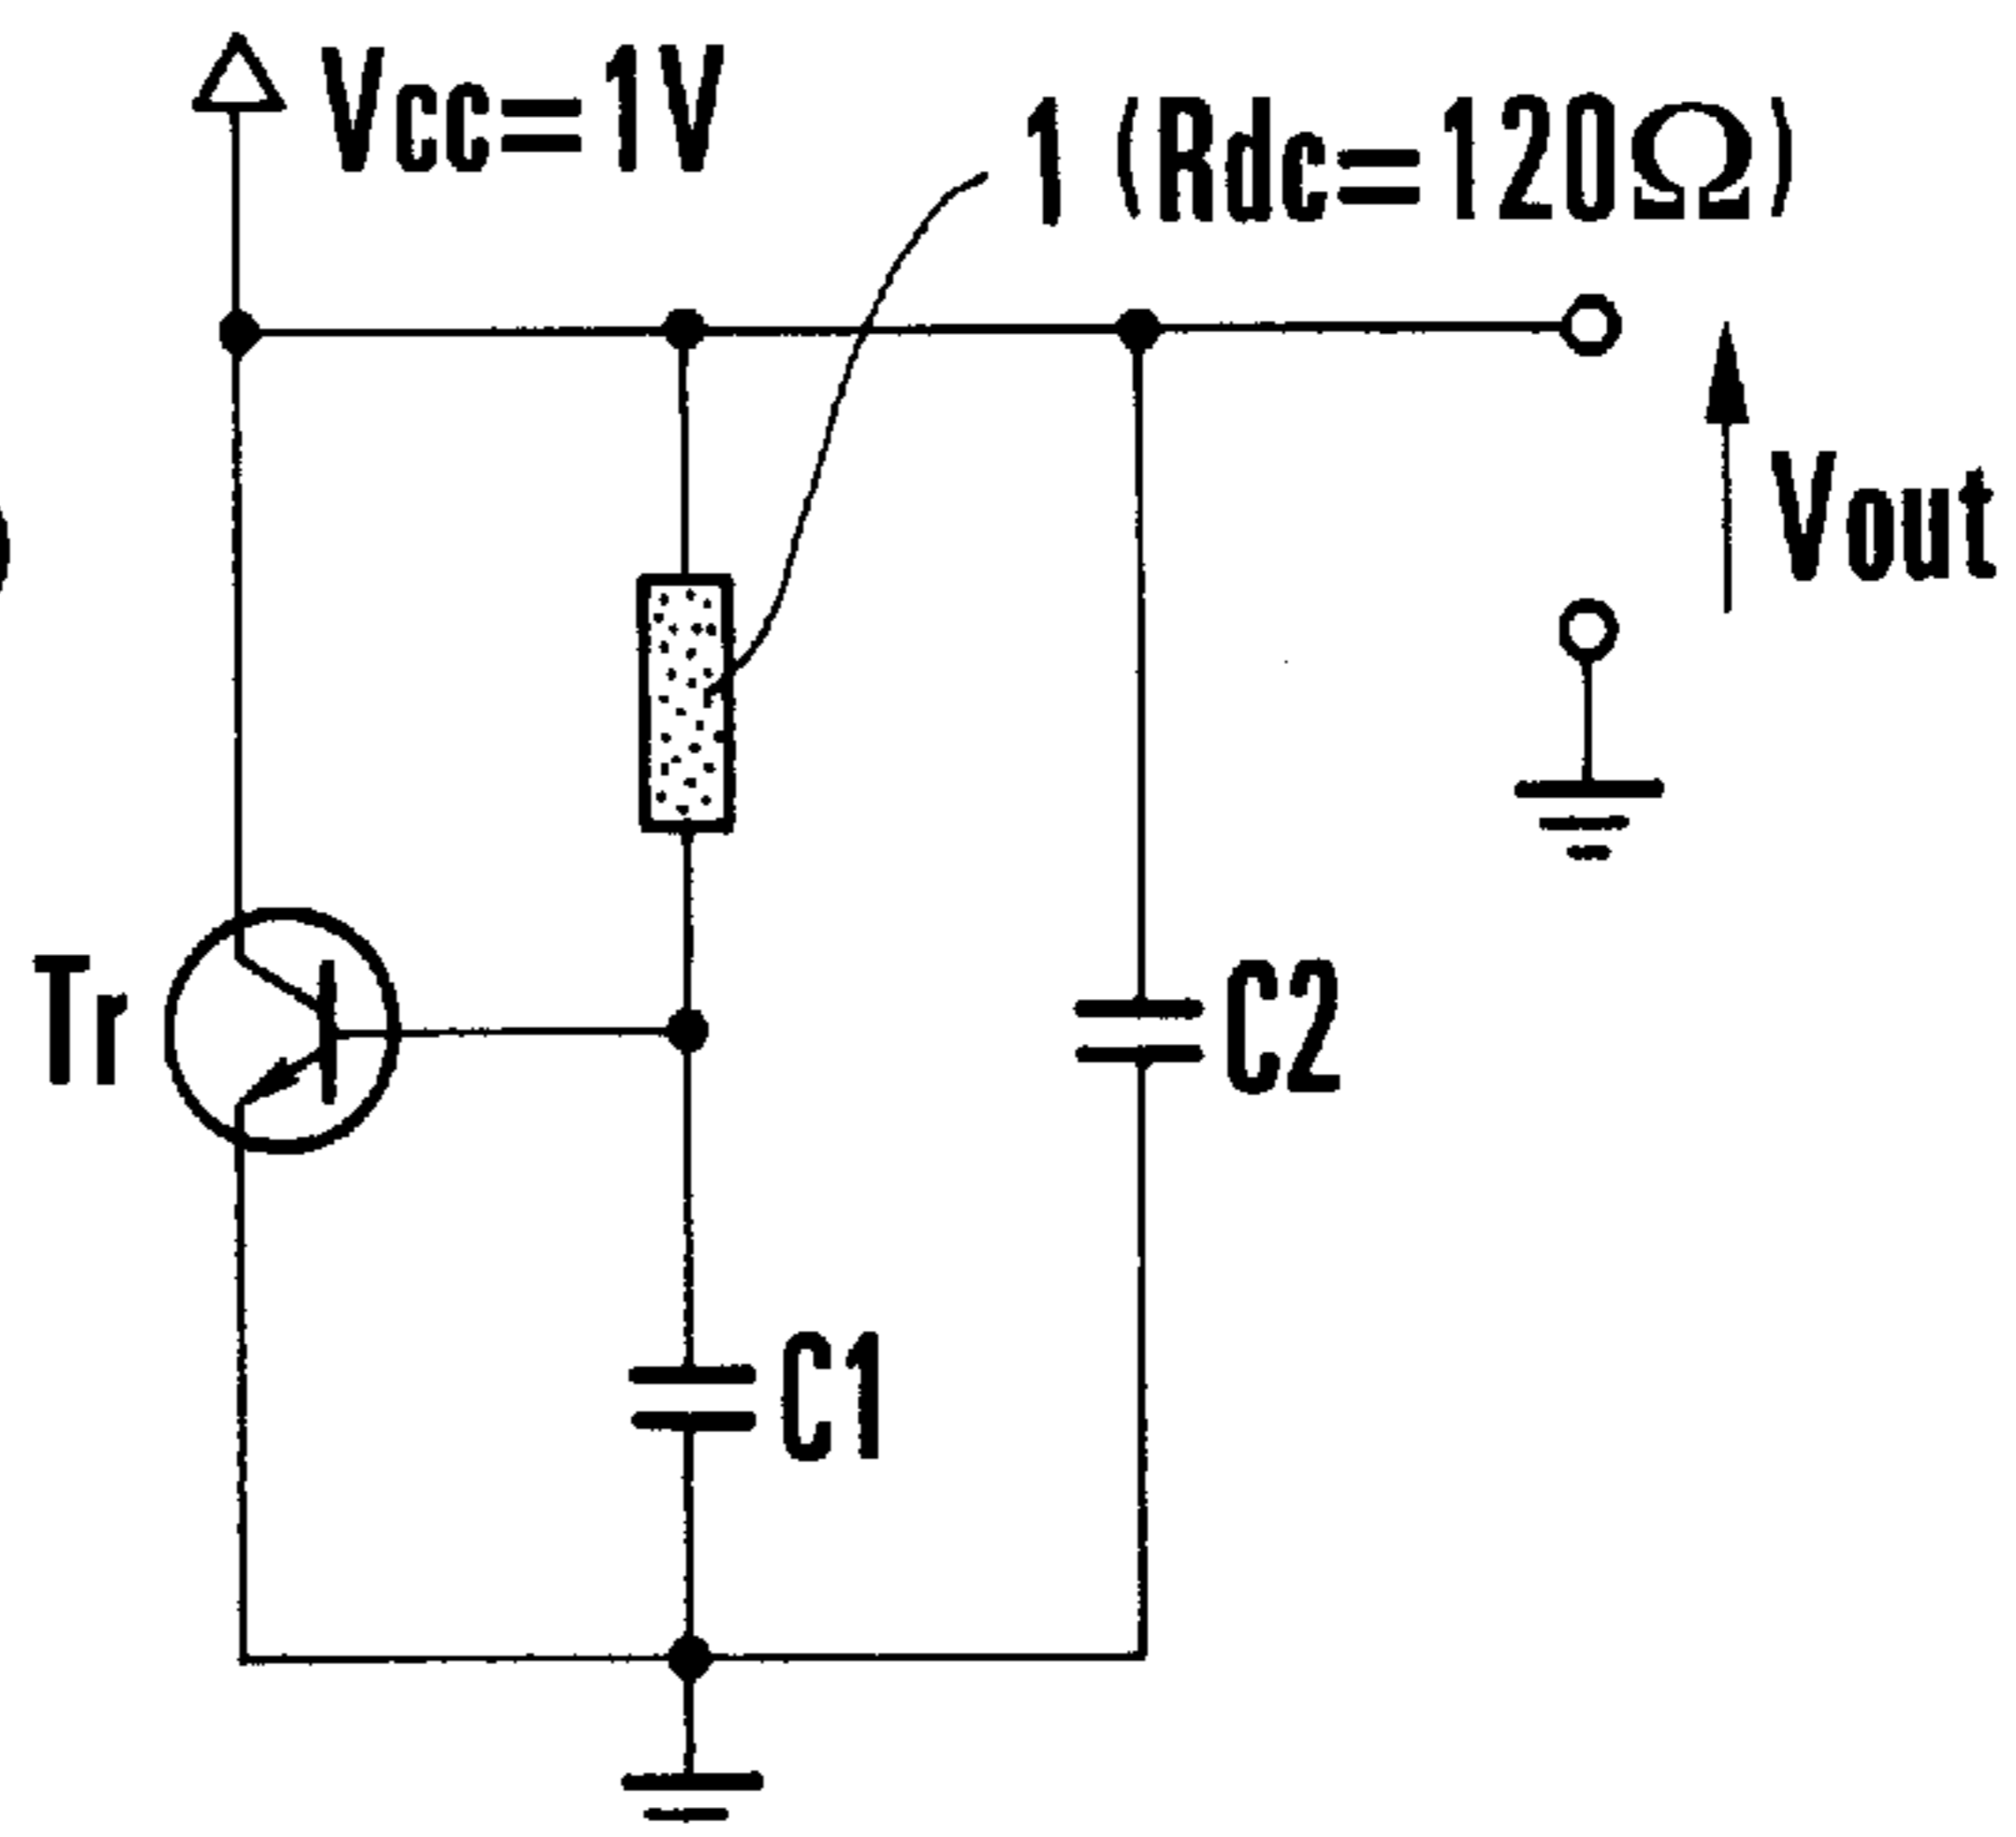 Vcc=1V
1 (Rdc=120Ω)
Vout
Tr
C2
C1